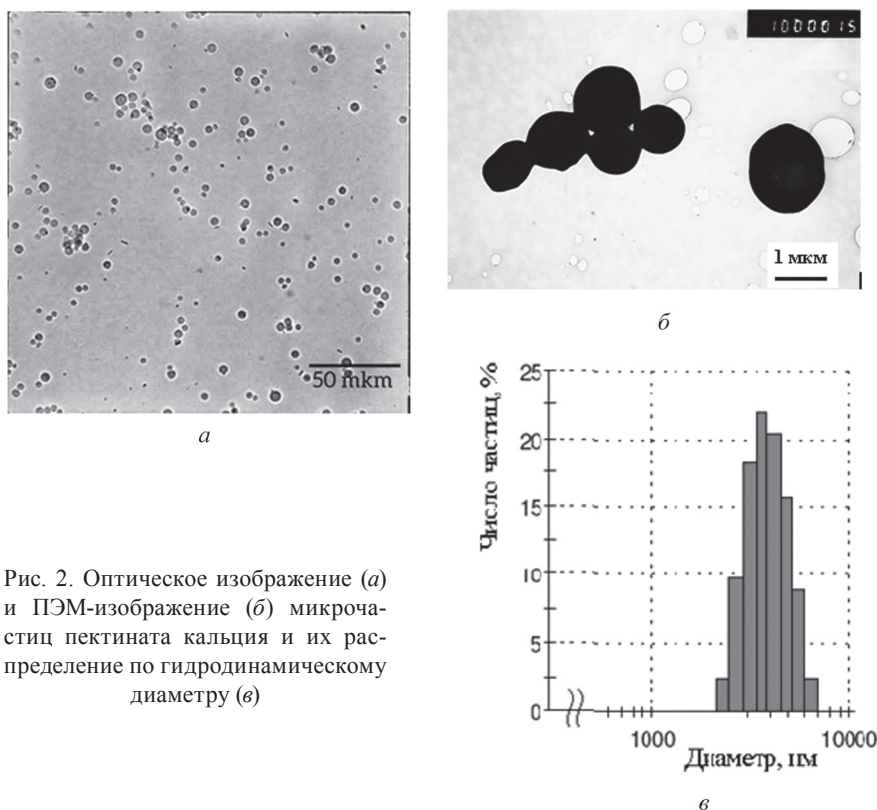 50 mkm
а
1000015
1 мкм
б
Рис. 2. Оптическое изображение (а)
и ПЭМ-изображение (б) микроча-
стиц пектината кальция и их рас-
пределение по гидродинамическому
диаметру (в)
Число частиц, %
25
20
15
10
5
0
1000
10000
Диаметр, нм
в